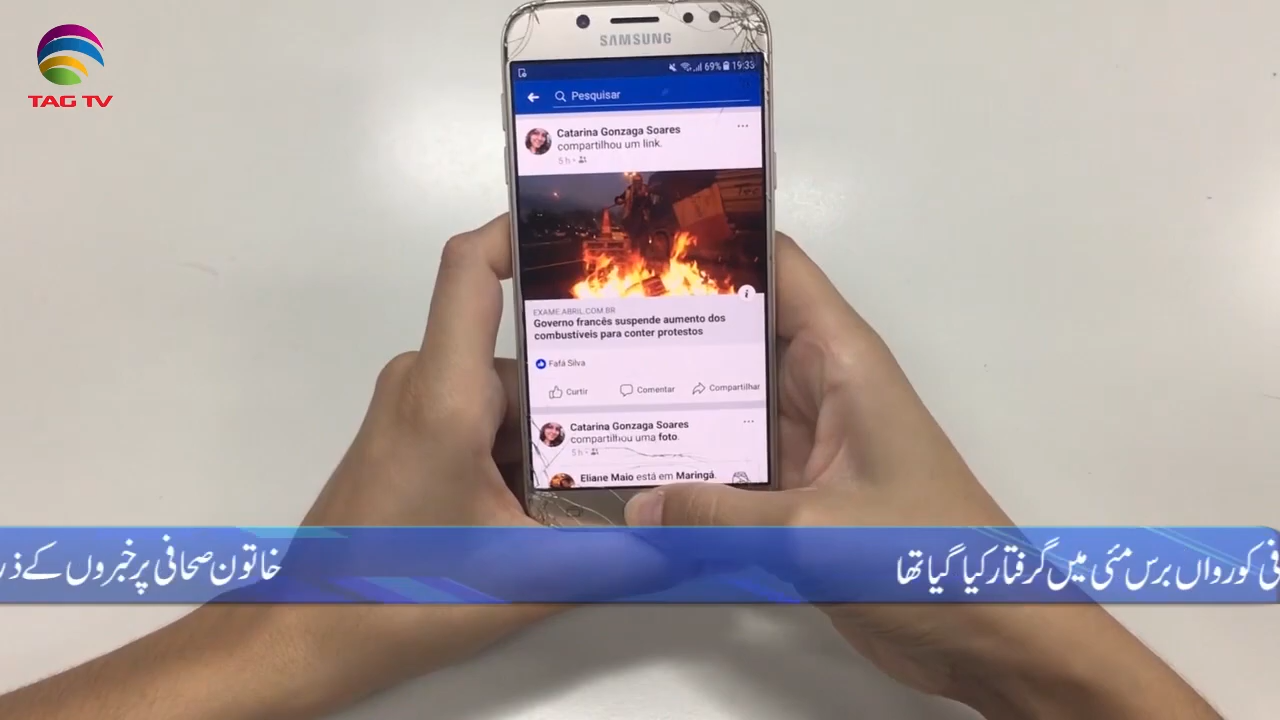 TAG TV
SAMSUNG
69% 19:33
Pesquisar
Catarina Gonzaga Soares
compartilhou um link.
5 h
EXAME.ABRIL.COM.BR
Governo francês suspende aumento dos
combustíveis para conter protestos
Fafá Silva
Curtir Comentar Compartilhar
Catarina Gonzaga Soares
compartilhou uma foto.
5 h
Eliane Maio está em Maringá.
فی کو رواں برس مئی میں گرفتار کیا گیا تھا
خاتون صحافی پر خبروں کے ذر